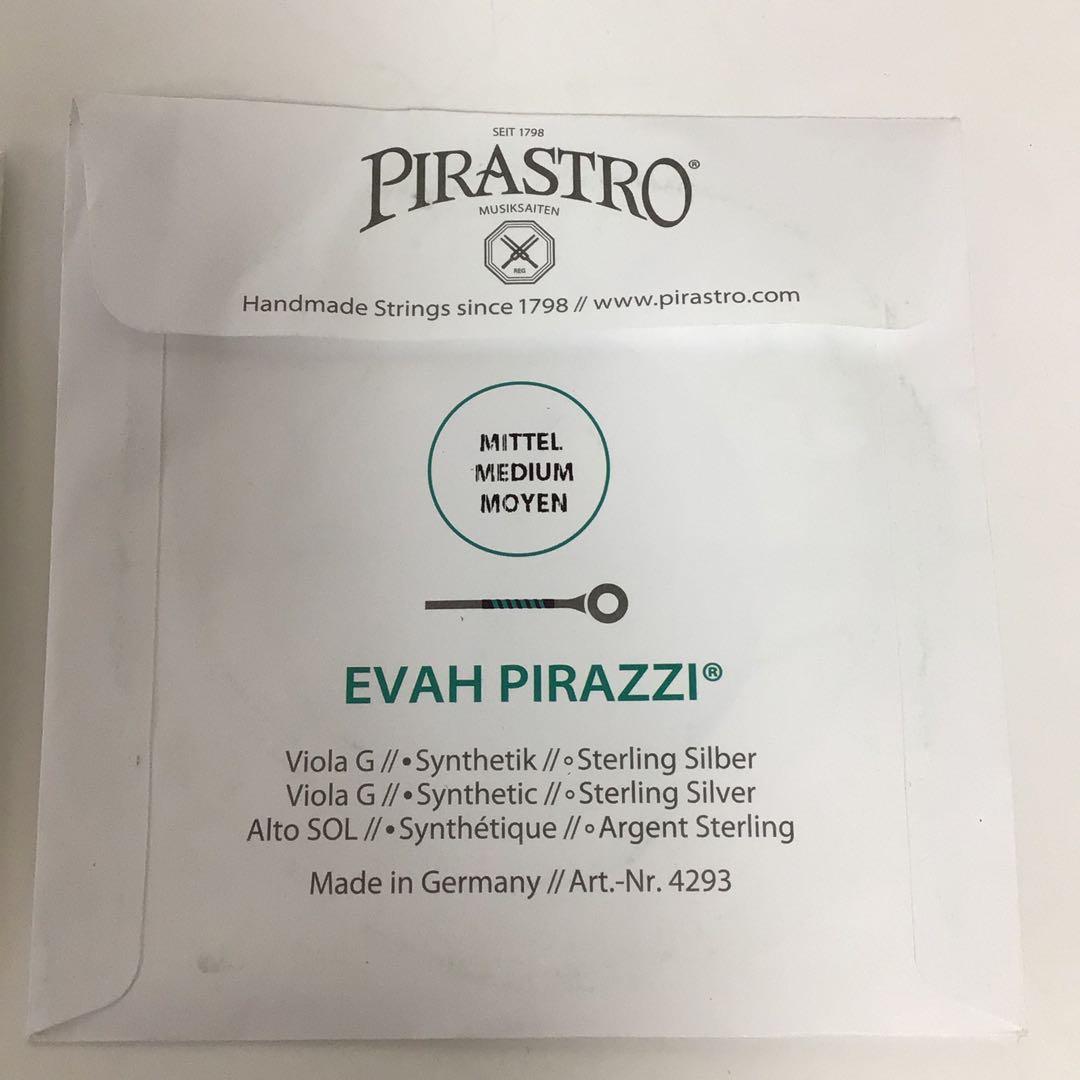 SEIT 1798
PIRASTRO®
MUSIKSAITEN
REG
Handmade Strings since 1798 // www.pirastro.com
MITTEL
MEDIUM
MOYEN
EVAH PIRAZZI®
Viola G //•Synthetik //∘Sterling Silber
Viola G //•Synthetic //∘Sterling Silver
Alto SOL //•Synthétique //∘Argent Sterling
Made in Germany // Art.-Nr. 4293